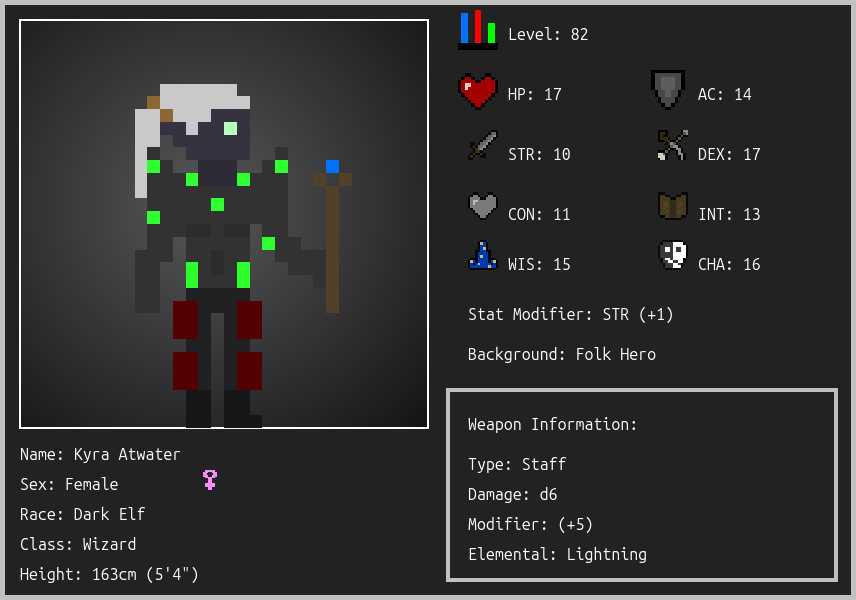 Level: 82
HP: 17
AC: 14
STR: 10
DEX: 17
CON: 11
INT: 13
WIS: 15
CHA: 16
Stat Modifier: STR (+1)
Background: Folk Hero
Weapon Information:
Type: Staff
Damage: d6
Modifier: (+5)
Elemental: Lightning
Name: Kyra Atwater
Sex: Female
Race: Dark Elf
Class: Wizard
Height: 163cm (5'4")